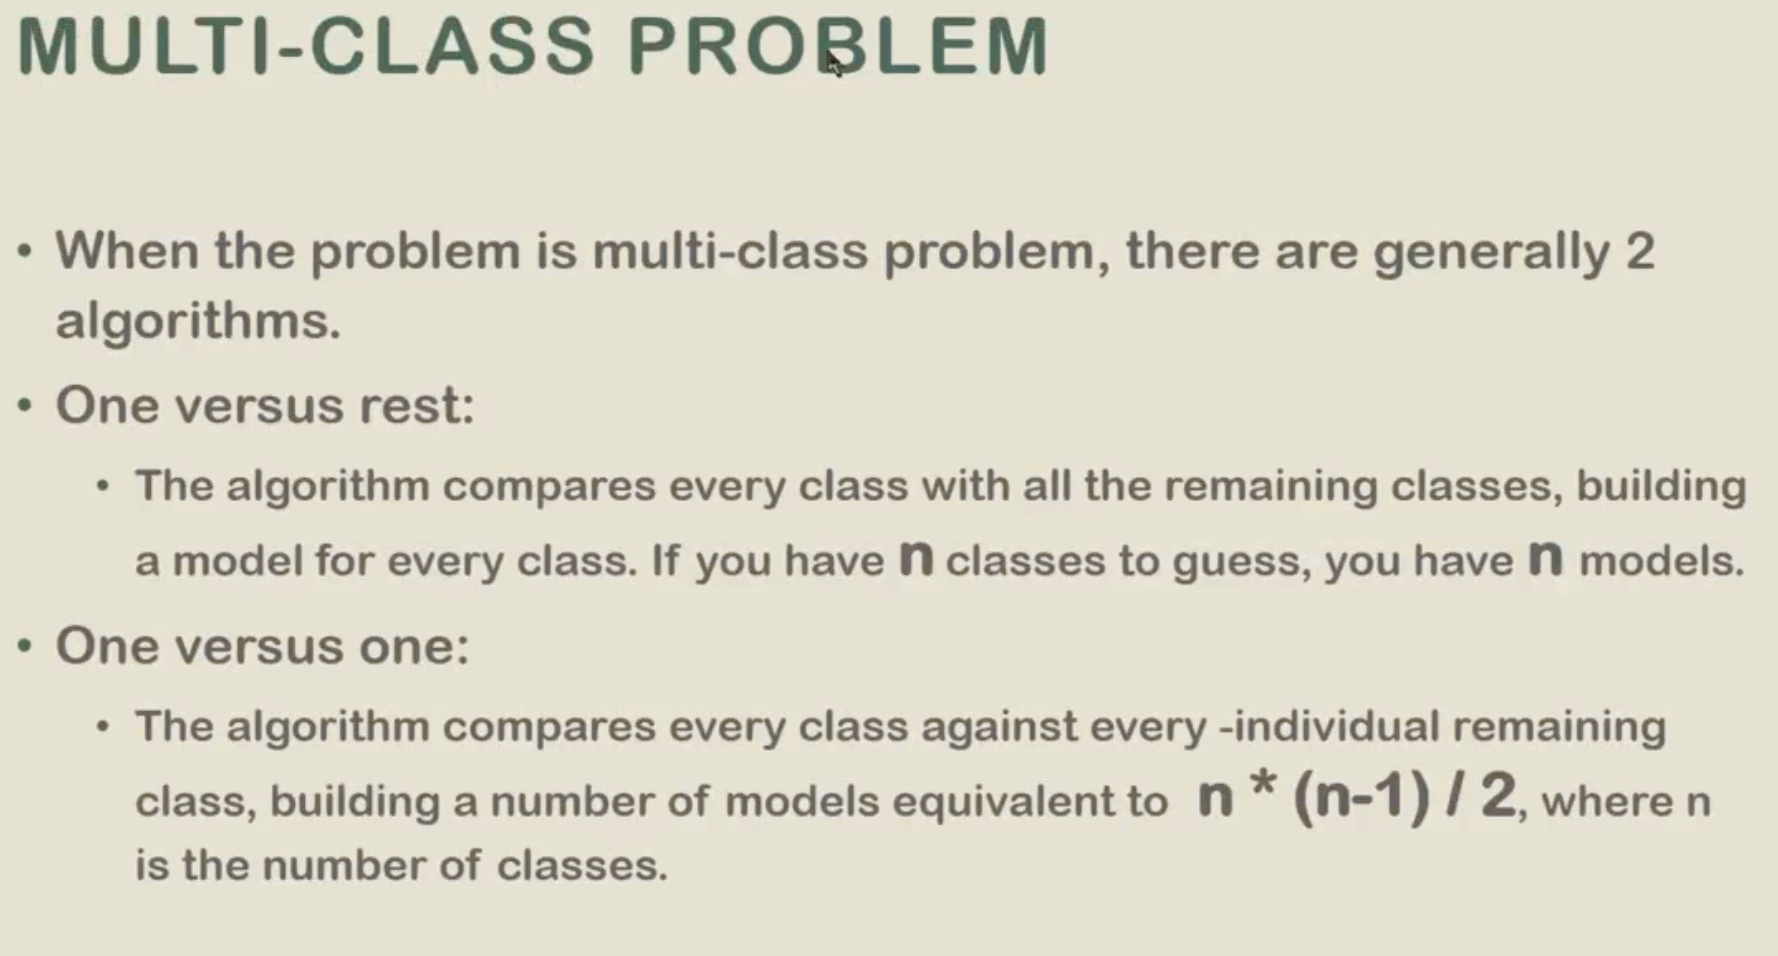 MULTI-CLASS PROBLEM
• When the problem is multi-class problem, there are generally 2
algorithms.
• One versus rest:
• The algorithm compares every class with all the remaining classes, building
a model for every class. If you have n classes to guess, you have n models.
• One versus one:
• The algorithm compares every class against every -individual remaining
class, building a number of models equivalent to n * (n-1) / 2, where n
is the number of classes.